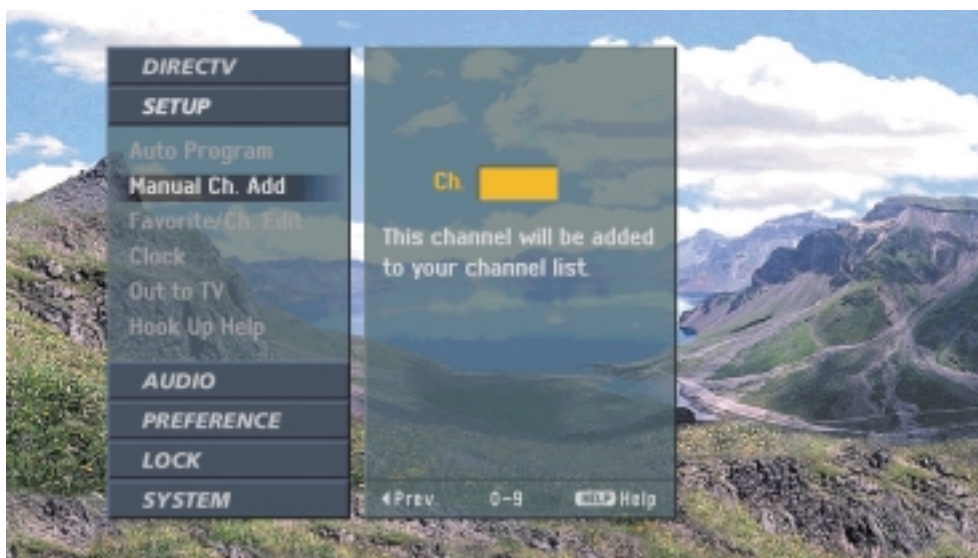 DIRECTV
SETUP
Auto Program
Manual Ch. Add
Favorite/Ch. Edit
Clock
Out to TV
Hook Up Help
AUDIO
PREFERENCE
LOCK
SYSTEM
Ch.
This channel will be added
to your channel list.
◀Prev. 0-9 HELP Help